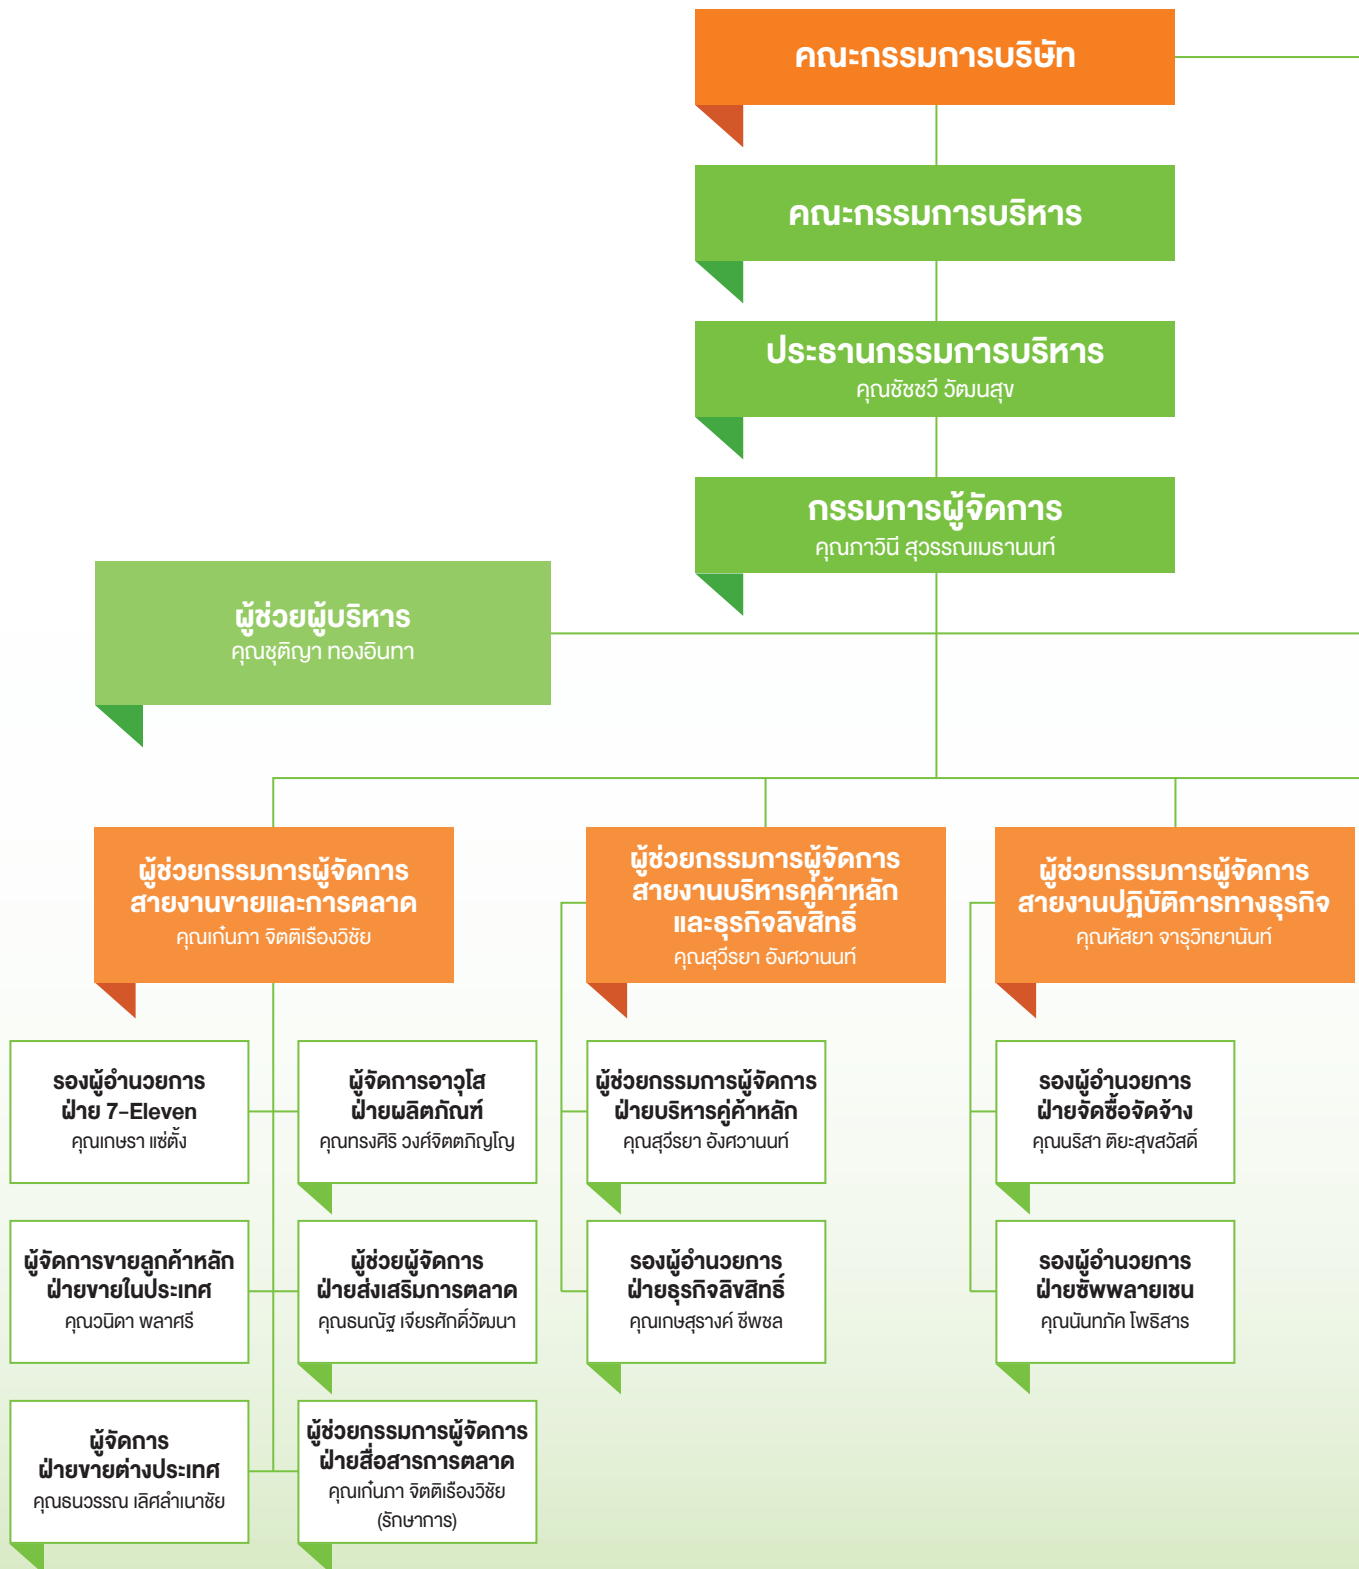 คณะกรรมการบริษัท
คณะกรรมการบริหาร
ประธานกรรมการบริหาร
คุณชัชชวี วัฒนสุข
กรรมการผู้จัดการ
คุณภาวินี สุวรรณเมธานนท์
ผู้ช่วยผู้บริหาร
คุณชุติญา ทองอินทา
ผู้ช่วยกรรมการผู้จัดการ
สายงานขายและการตลาด
คุณเก๋นภา จิตติเรืองวิชัย
ผู้ช่วยกรรมการผู้จัดการ
สายงานบริหารคู่ค้าหลัก
และธุรกิจลิขสิทธิ์
คุณสุวีรยา อังศวานนท์
ผู้ช่วยกรรมการผู้จัดการ
สายงานปฏิบัติการทางธุรกิจ
คุณหัสยา จารุวิทยานันท์
รองผู้อำนวยการ
ฝ่าย 7-Eleven
คุณเกษรา แซ่ตั้ง
ผู้จัดการอาวุโส
ฝ่ายผลิตภัณฑ์
คุณทรงศิริ วงศ์จิตตภิญโญ
ผู้ช่วยกรรมการผู้จัดการ
ฝ่ายบริหารคู่ค้าหลัก
คุณสุวีรยา อังศวานนท์
รองผู้อำนวยการ
ฝ่ายจัดซื้อจัดจ้าง
คุณนริสา ติยะสุขสวัสดิ์
ผู้จัดการขายลูกค้าหลัก
ฝ่ายขายในประเทศ
คุณวนิดา พลาศรี
ผู้ช่วยผู้จัดการ
ฝ่ายส่งเสริมการตลาด
คุณธนณัฐ เจียรศักดิ์วัฒนา
รองผู้อำนวยการ
ฝ่ายธุรกิจลิขสิทธิ์
คุณเกษสุรางค์ ชีพชล
รองผู้อำนวยการ
ฝ่ายซัพพลายเชน
คุณนันทภัค โพธิสาร
ผู้จัดการ
ฝ่ายขายต่างประเทศ
คุณธนวรรณ เลิศลำเนาชัย
ผู้ช่วยกรรมการผู้จัดการ
ฝ่ายสื่อสารการตลาด
คุณเก๋นภา จิตติเรืองวิชัย
(รักษาการ)